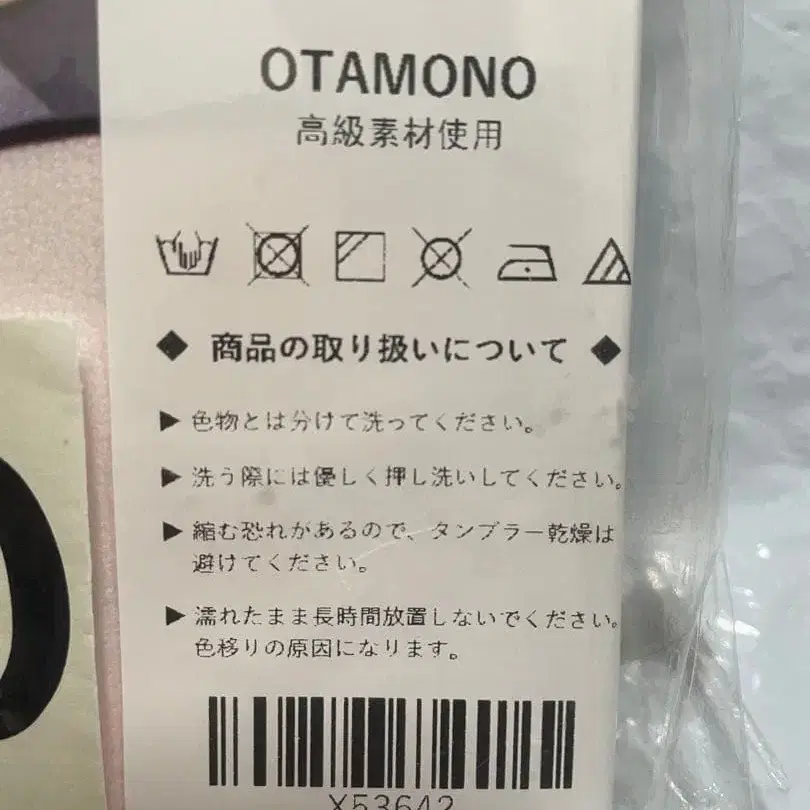 OTAMONO
高級素材使用
◆ 商品の取り扱いについて ◆
▶ 色物とは分けて洗ってください。
▶ 洗う際には優しく押し洗いしてください。
▶ 縮む恐れがあるので、タンブラー乾燥は
避けてください。
▶ 濡れたまま長時間放置しないでください。
色移りの原因になります。
X53642